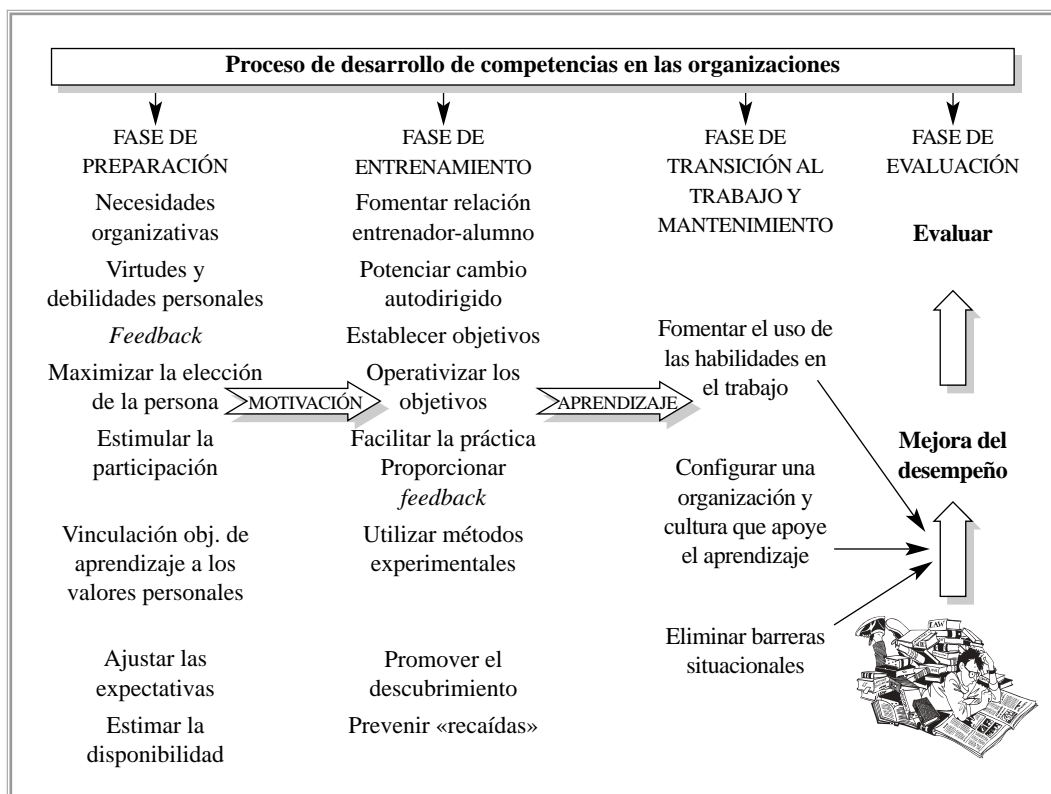 Proceso de desarrollo de competencias en las organizaciones
FASE DE
PREPARACIÓN
Necesidades
organizativas
Virtudes y
debilidades personales
Feedback
Maximizar la elección
de la persona
Estimular la
participación
Vinculación obj. de
aprendizaje a los
valores personales
Ajustar las
expectativas
Estimar la
disponibilidad
MOTIVACIÓN
FASE DE
ENTRENAMIENTO
Fomentar relación
entrenador-alumno
Potenciar cambio
autodirigido
Establecer objetivos
Operativizar los
objetivos
Facilitar la práctica
Proporcionar
feedback
Utilizar métodos
experimentales
Promover el
descubrimiento
Prevenir «recaídas»
APRENDIZAJE
FASE DE
TRANSICIÓN AL
TRABAJO Y
MANTENIMIENTO
Fomentar el uso de
las habilidades en
el trabajo
Configurar una
organización y
cultura que apoye
el aprendizaje
Eliminar barreras
situacionales
FASE DE
EVALUACIÓN
Evaluar
Mejora del
desempeño
LAW